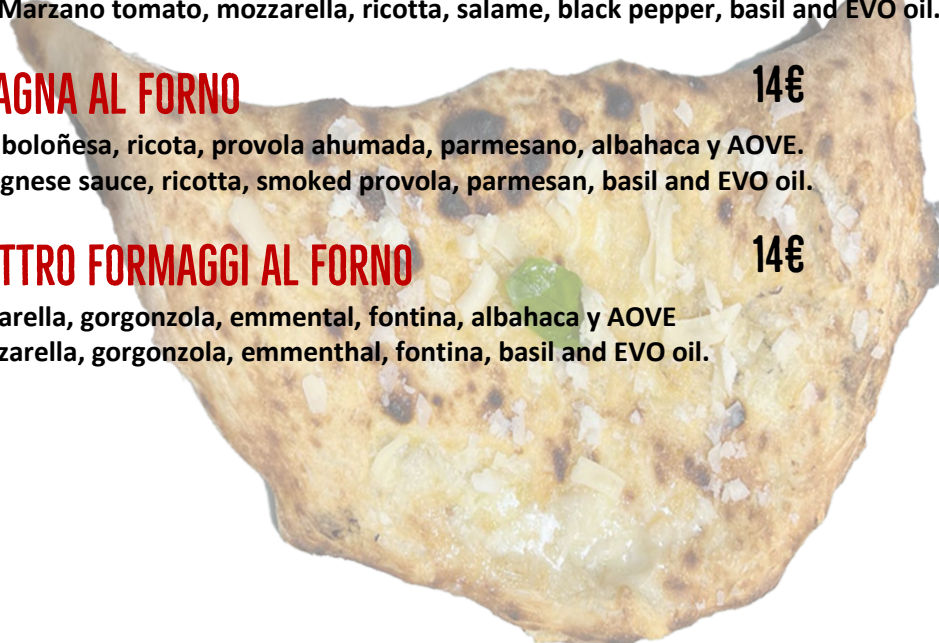 Marzano tomato, mozzarella, ricotta, salame, black pepper, basil and EVO oil.
AGNA AL FORNO 14€
boloñesa, ricota, provola ahumada, parmesano, albahaca y AOVE.
gnese sauce, ricotta, smoked provola, parmesan, basil and EVO oil.
TTRO FORMAGGI AL FORNO 14€
arella, gorgonzola, emmental, fontina, albahaca y AOVE
zarella, gorgonzola, emmenthal, fontina, basil and EVO oil.